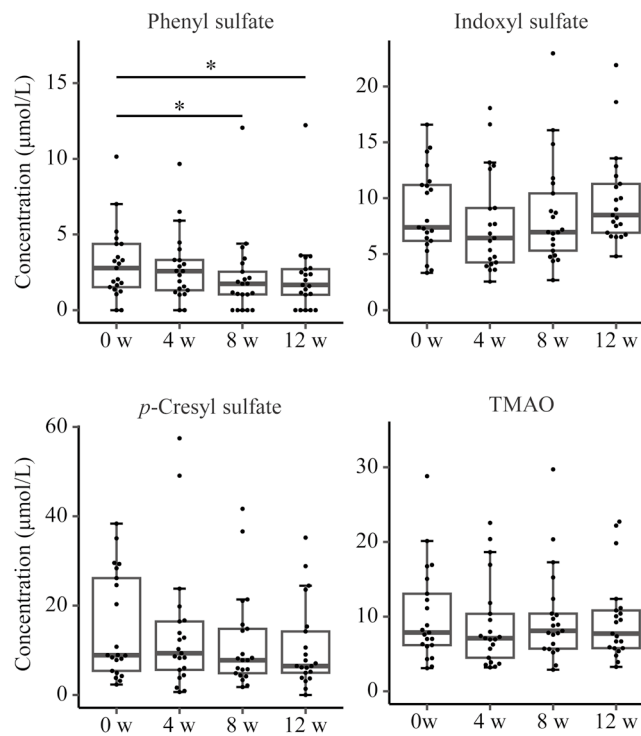 Phenyl sulfate
Indoxyl sulfate
Concentration (μmol/L)
15
10
5
0
*
*
0 w 4 w 8 w 12 w
20
15
10
5
0
0 w 4 w 8 w 12 w
p-Cresyl sulfate
TMAO
Concentration (μmol/L)
60
40
20
0
0 w 4 w 8 w 12 w
30
20
10
0
0w 4 w 8 w 12 w